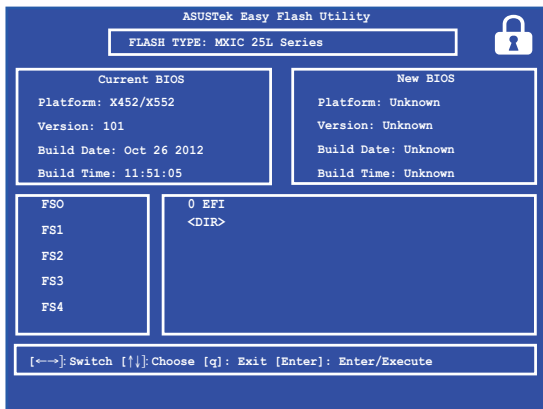 ASUSTek Easy Flash Utility
FLASH TYPE: MXIC 25L Series
Current BIOS
Platform: X452/X552
Version: 101
Build Date: Oct 26 2012
Build Time: 11:51:05
New BIOS
Platform: Unknown
Version: Unknown
Build Date: Unknown
Build Time: Unknown
FSO
FS1
FS2
FS3
FS4
0 EFI
<DIR>
[←→]: Switch [↑↓]: Choose [q]: Exit [Enter]: Enter/Execute